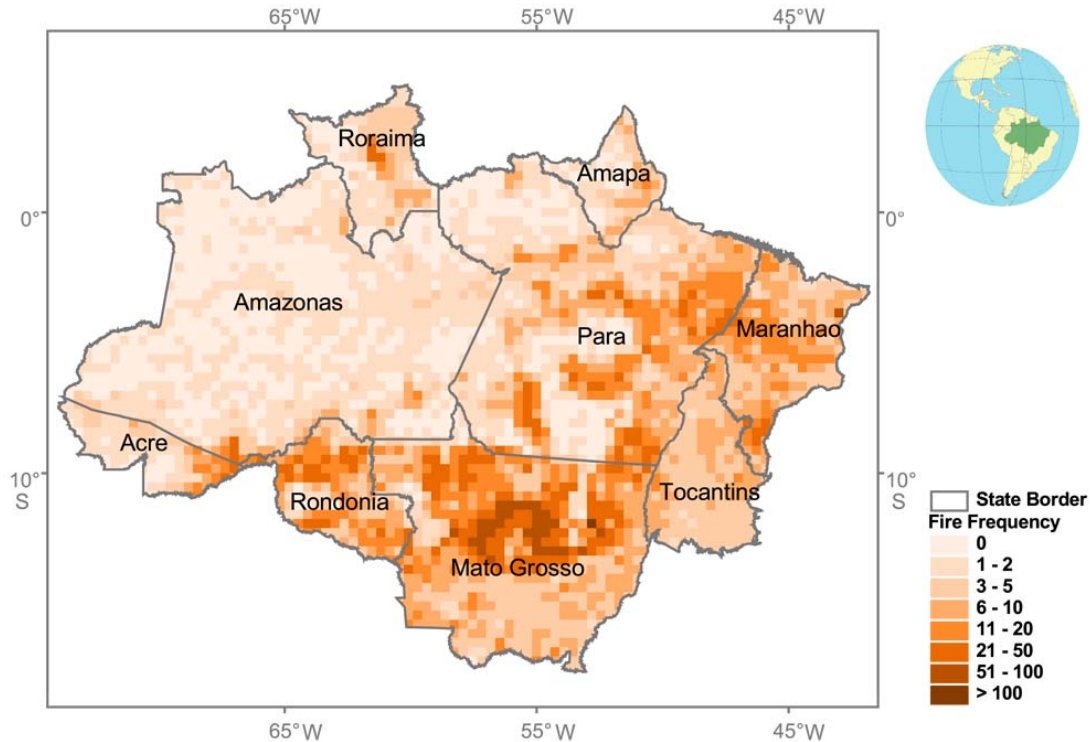 65°W 55°W 45°W
Roraima
Amapa
0° 0°
Amazonas
Para
Maranhao
Acre
10° S
Rondonia
Tocantins
10° S
Mato Grosso
65°W 55°W 45°W
State Border
Fire Frequency
0
1 - 2
3 - 5
6 - 10
11 - 20
21 - 50
51 - 100
> 100